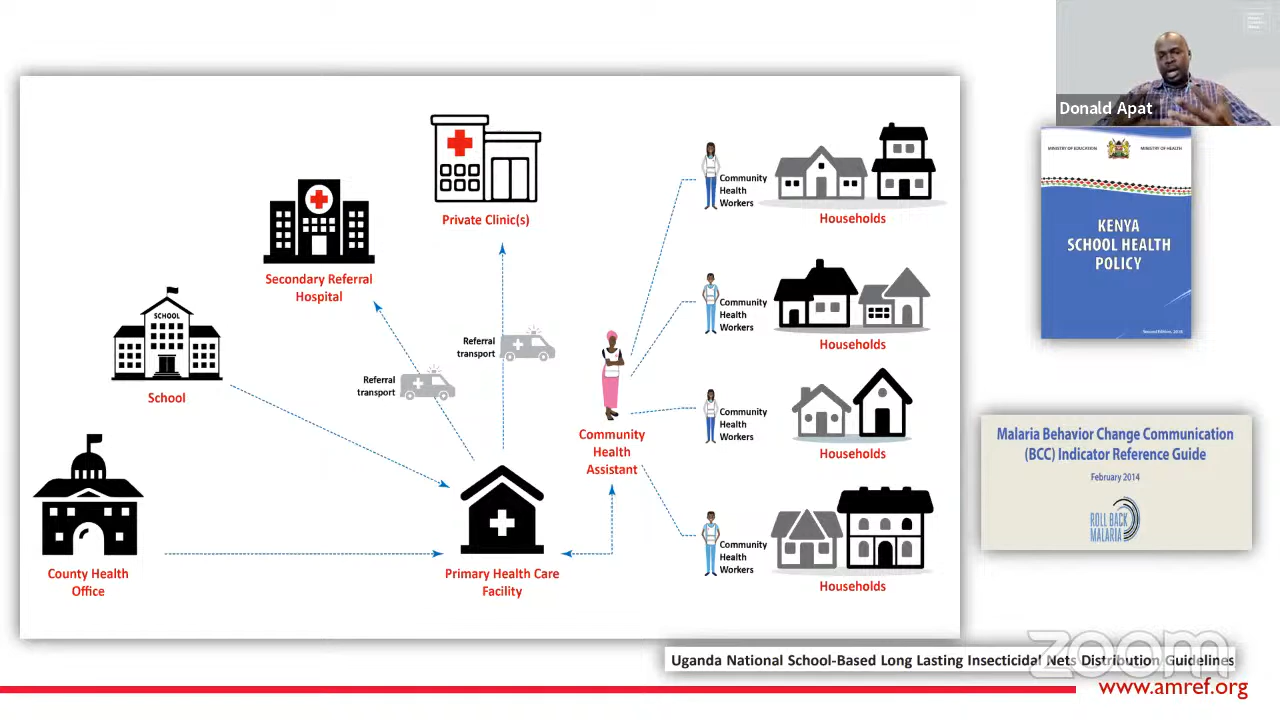 Donald Apat
MINISTRY OF EDUCATION
MINISTRY OF HEALTH
KENYA
SCHOOL HEALTH
POLICY
Second Edition, 2018
Private Clinic(s)
Secondary Referral
Hospital
SCHOOL
School
County Health
Office
Referral
transport
Referral
transport
Primary Health Care
Facility
Community
Health
Assistant
Community
Health
Workers
Households
Community
Health
Workers
Households
Community
Health
Workers
Households
Community
Health
Workers
Households
Malaria Behavior Change Communication
(BCC) Indicator Reference Guide
February 2014
ROLL BACK
MALARIA
Uganda National School-Based Long Lasting Insecticidal Nets Distribution Guidelines
zoom
www.amref.org